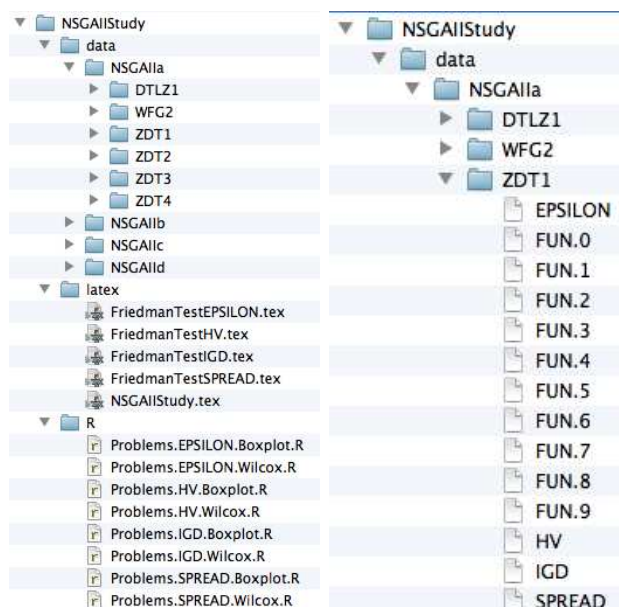 NSGAIIStudy
data
NSGAIIa
DTLZ1
WFG2
ZDT1
ZDT2
ZDT3
ZDT4
NSGAIIb
NSGAIIc
NSGAIId
latex
FriedmanTestEPSILON.tex
FriedmanTestHV.tex
FriedmanTestIGD.tex
FriedmanTestSPREAD.tex
NSGAIIStudy.tex
R
Problems.EPSILON.Boxplot.R
Problems.EPSILON.Wilcox.R
Problems.HV.Boxplot.R
Problems.HV.Wilcox.R
Problems.IGD.Boxplot.R
Problems.IGD.Wilcox.R
Problems.SPREAD.Boxplot.R
Problems.SPREAD.Wilcox.R
NSGAIIStudy
data
NSGAIIa
DTLZ1
WFG2
ZDT1
EPSILON
FUN.0
FUN.1
FUN.2
FUN.3
FUN.4
FUN.5
FUN.6
FUN.7
FUN.8
FUN.9
HV
IGD
SPREAD